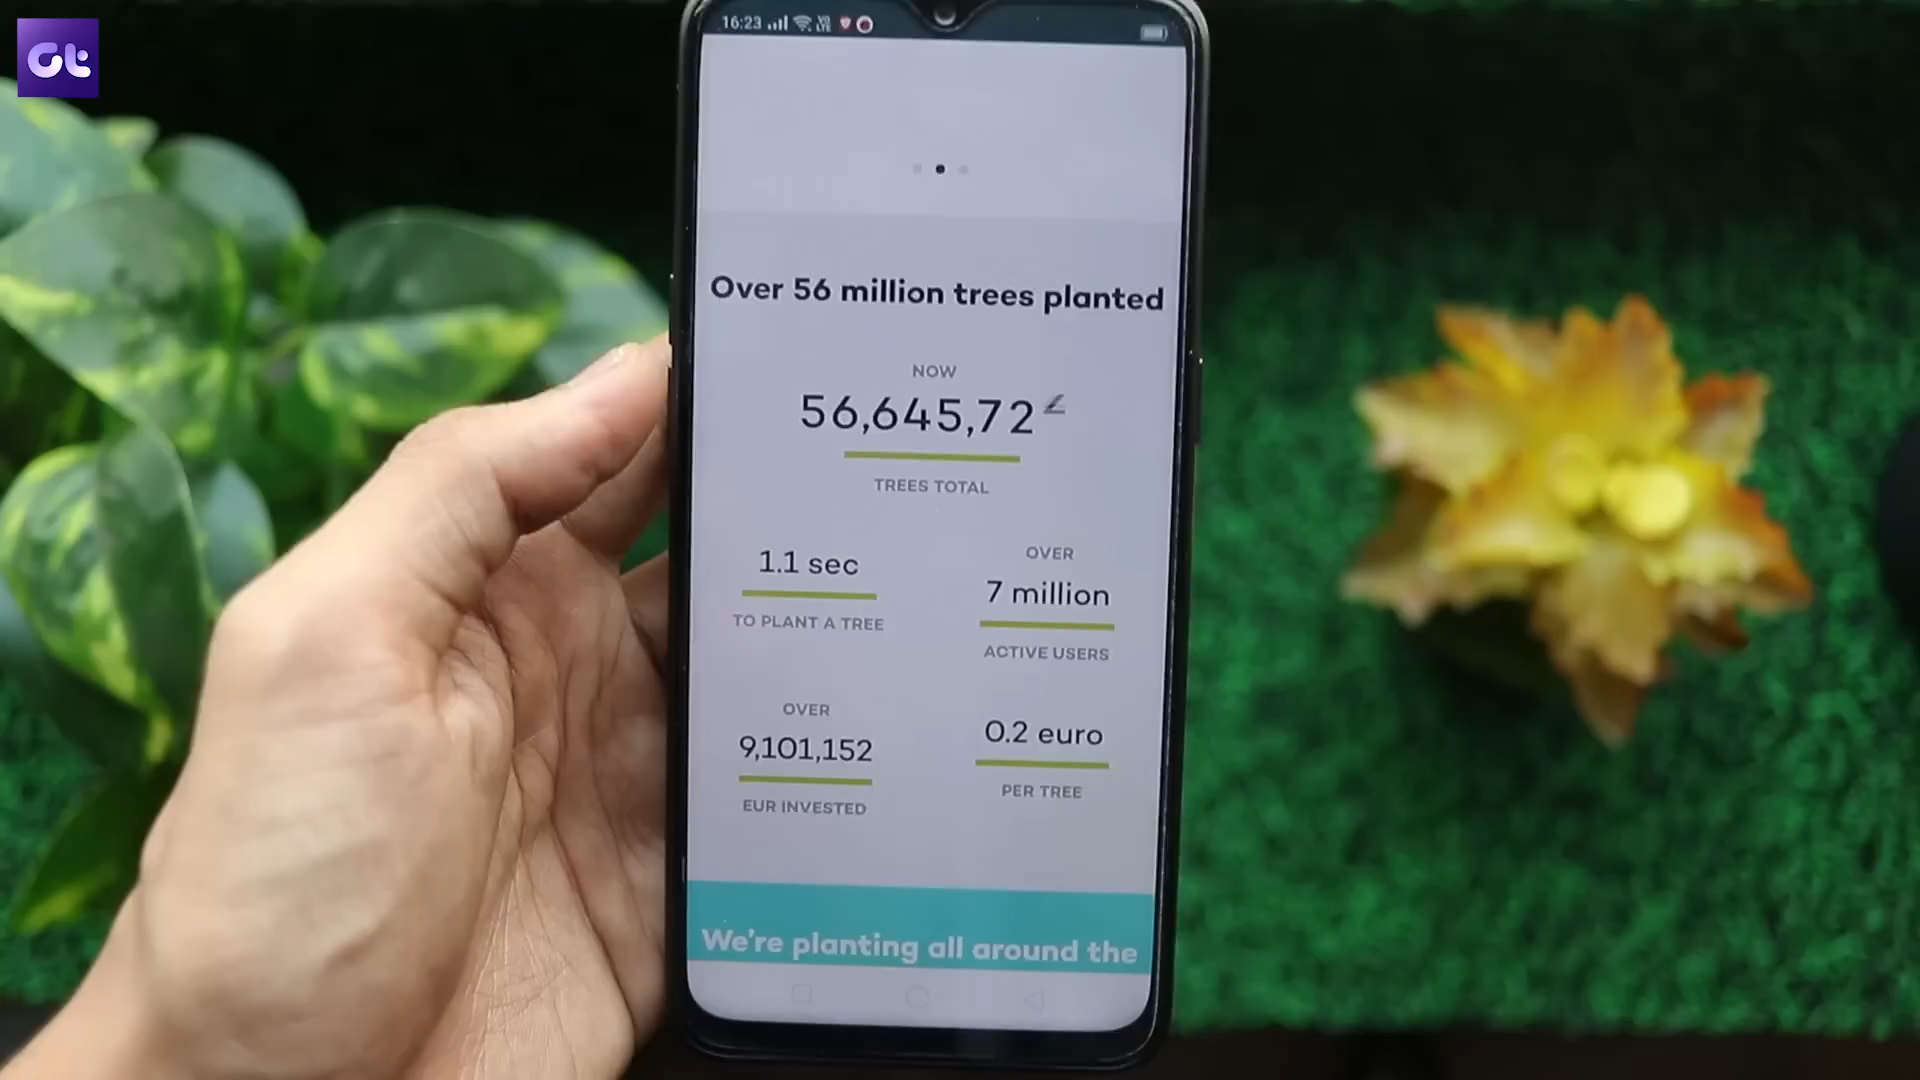 Gt
16:23
Over 56 million trees planted
NOW
56,645,72
TREES TOTAL
1.1 sec
TO PLANT A TREE
OVER
7 million
ACTIVE USERS
OVER
9,101,152
EUR INVESTED
0.2 euro
PER TREE
We're planting all around the